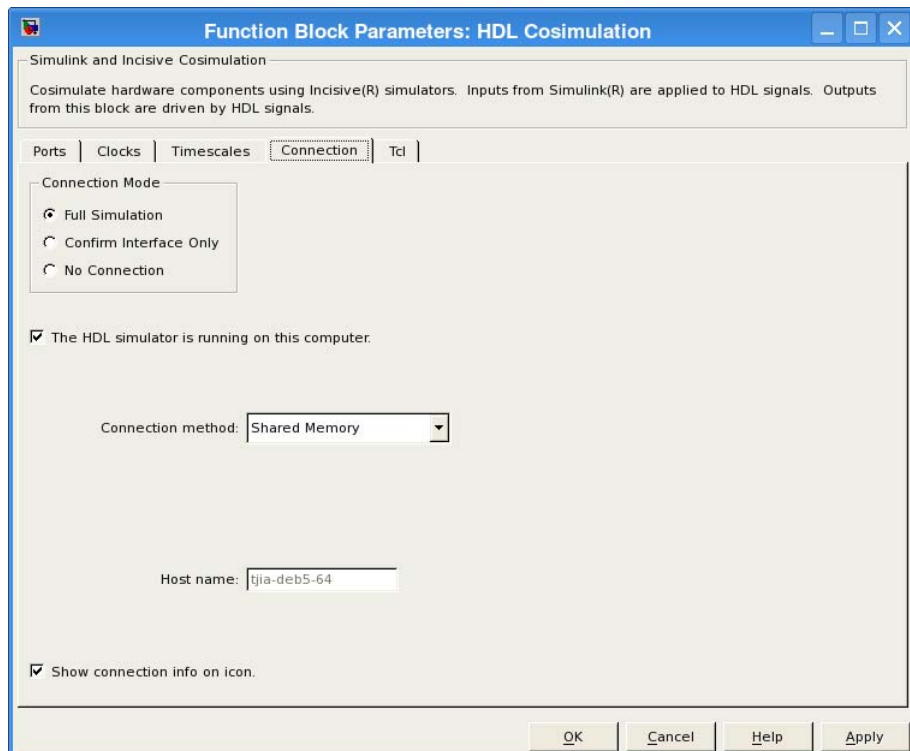 Function Block Parameters: HDL Cosimulation
Simulink and Incisive Cosimulation
Cosimulate hardware components using Incisive(R) simulators. Inputs from Simulink(R) are applied to HDL signals. Outputs
from this block are driven by HDL signals.
Ports Clocks Timescales Connection Tcl
Connection Mode
Full Simulation
Confirm Interface Only
No Connection
The HDL simulator is running on this computer.
Connection method: Shared Memory
Host name: tjia-deb5-64
Show connection info on icon.
OK Cancel Help Apply